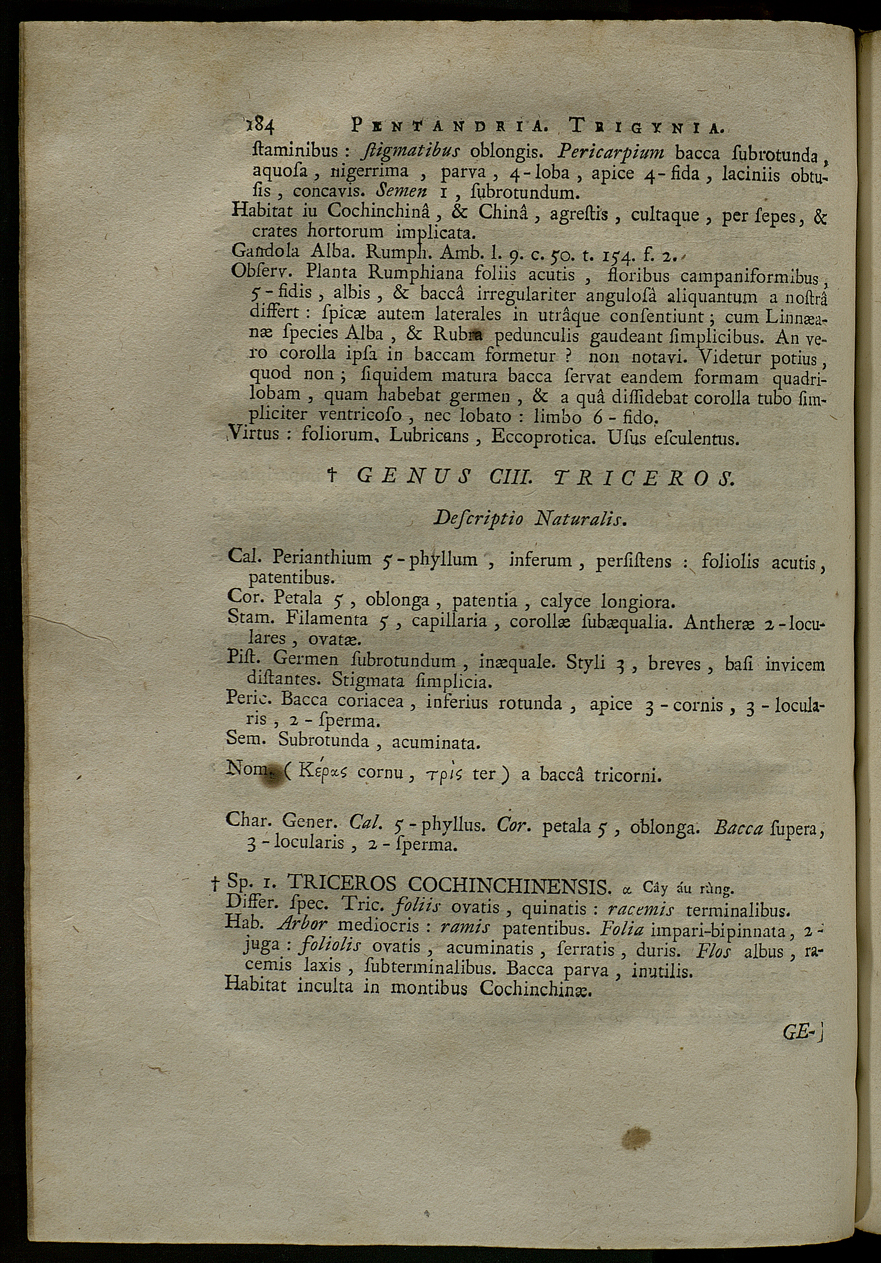 184 PENTANDRIA. TRIGYNIA.
ſtaminibus : ſtigmatibus oblongis. Pericarpium bacca ſubrotunda ,
aquoſa , nigerrima , parva , 4-loba , apice 4-fida , laciniis obtu-
ſis , concavis. Semen 1 , ſubrotundum.
Habitat iu Cochinchinâ , & Chinâ , agreſtis , cultaque , per ſepes , &
crates hortorum implicata.
Gandola Alba. Rumph. Amb. l. 9. c. 50. t. 154. f. 2.
Obſerv. Planta Rumphiana foliis acutis , floribus campaniformibus ,
5-fidis , albis , & baccâ irregulariter anguloſâ aliquantum a noſtrâ
differt : ſpicæ autem laterales in utrâque conſentiunt ; cum Linnæa-
næ ſpecies Alba , & Rubra pedunculis gaudeant ſimplicibus. An ve-
ro corolla ipſa in baccam formetur ? non notavi. Videtur potius ,
quod non ; ſiquidem matura bacca ſervat eandem formam quadri-
lobam , quam habebat germen , & a quâ diſſidebat corolla tubo ſim-
pliciter ventricoſo , nec lobato : limbo 6-fido.
Virtus : foliorum, Lubricans , Eccoprotica. Uſus eſculentus.
† GENUS CIII. TRICEROS.
Deſcriptio Naturalis.
Cal. Perianthium 5-phyllum , inferum , perſiſtens : foliolis acutis ,
patentibus.
Cor. Petala 5 , oblonga , patentia , calyce longiora.
Stam. Filamenta 5 , capillaria , corollæ ſubæqualia. Antheræ 2-locu-
lares , ovatæ.
Piſt. Germen ſubrotundum , inæquale. Styli 3 , breves , baſi invicem
diſtantes. Stigmata ſimplicia.
Peric. Bacca coriacea , inferius rotunda , apice 3-cornis , 3-locula-
ris , 2-ſperma.
Sem. Subrotunda , acuminata.
Nom. ( Κέρας cornu , τρὶς ter ) a baccâ tricorni.
Char. Gener. Cal. 5-phyllus. Cor. petala 5 , oblonga. Bacca ſupera,
3-locularis , 2-ſperma.
† Sp. 1. TRICEROS COCHINCHINENSIS. α Cây áu rùng.
Differ. ſpec. Tric. foliis ovatis , quinatis : racemis terminalibus.
Hab. Arbor mediocris : ramis patentibus. Folia impari-bipinnata, 2-
juga : foliolis ovatis , acuminatis , ſerratis , duris. Flos albus , ra-
cemis laxis , ſubterminalibus. Bacca parva , inutilis.
Habitat inculta in montibus Cochinchinæ.
GE-